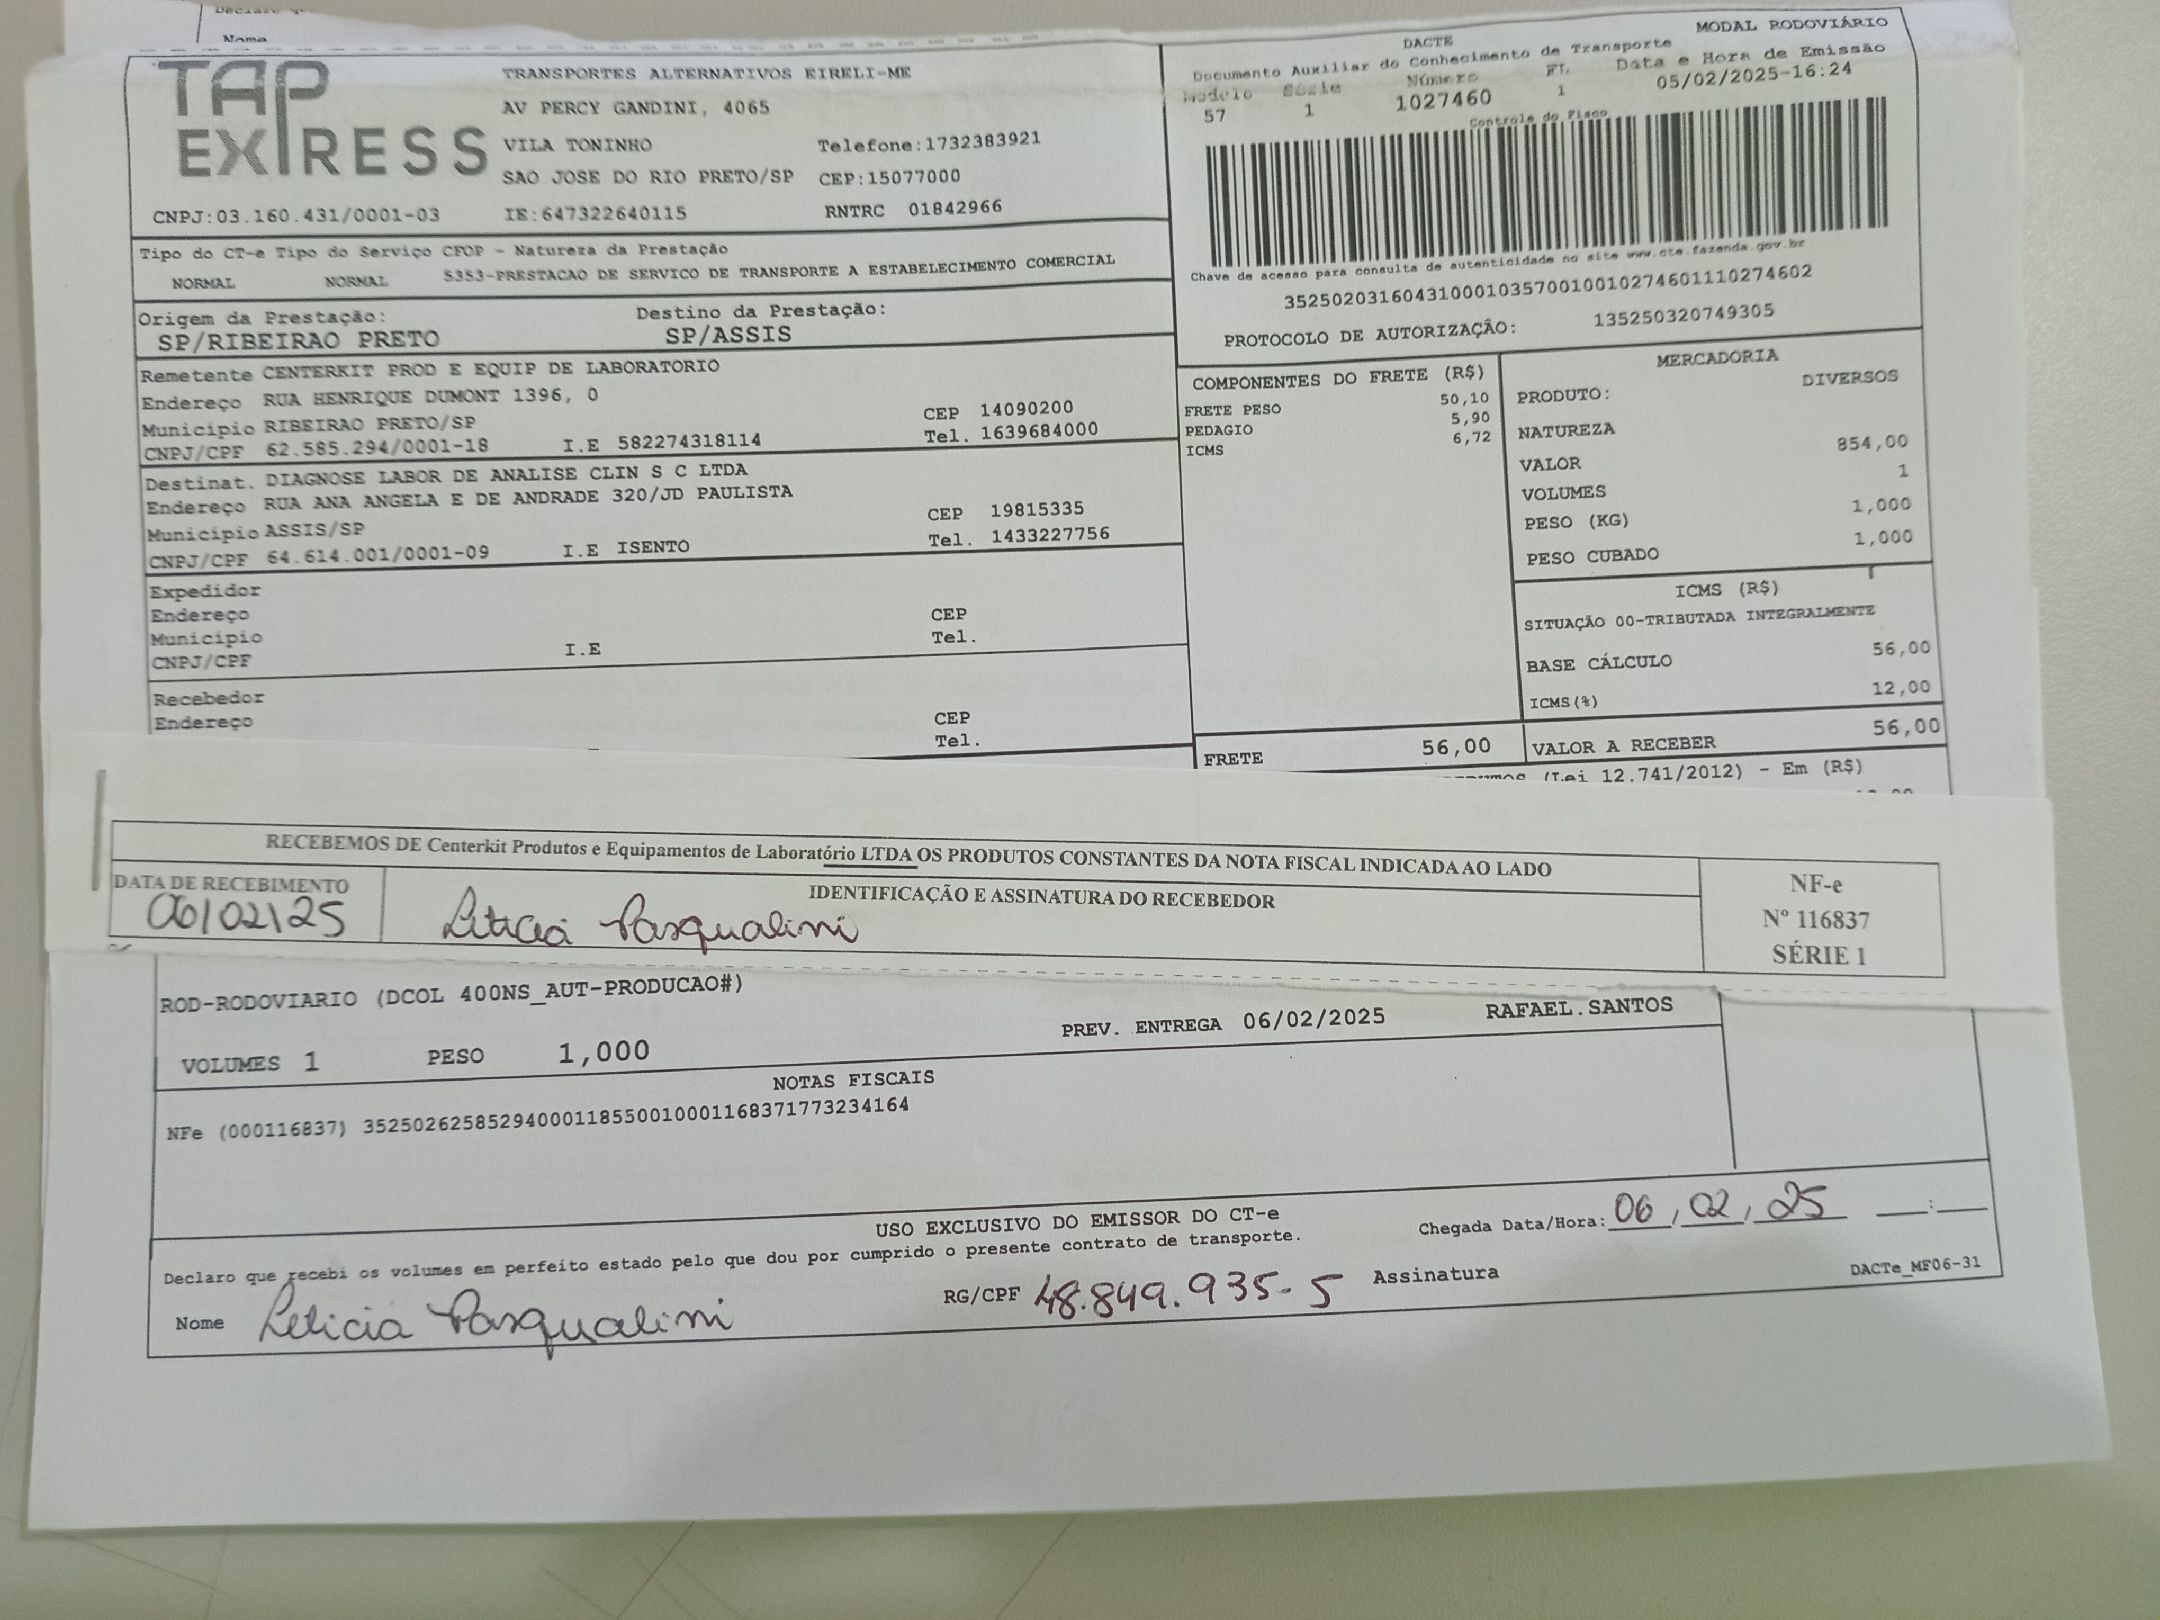 Nome
TAP EXPRESS
TRANSPORTES ALTERNATIVOS EIRELI-ME
AV PERCY GANDINI, 4065
VILA TONINHO Telefone:1732383921
SAO JOSE DO RIO PRETO/SP CEP:15077000
CNPJ:03.160.431/0001-03 IE:647322640115 RNTRC 01842966
MODAL RODOVIÁRIO
DACTE
Documento Auxiliar do Conhecimento de Transporte
Modelo Série Número FL Data e Hora de Emissão
57 1 1027460 1 05/02/2025-16:24
Controle do Fisco
Chave de acesso para consulta de autenticidade no site www.cte.fazenda.gov.br
35250203160431000103570010010274601110274602
PROTOCOLO DE AUTORIZAÇÃO: 135250320749305
Tipo do CT-e Tipo do Serviço CFOP - Natureza da Prestação
NORMAL NORMAL 5353-PRESTACAO DE SERVICO DE TRANSPORTE A ESTABELECIMENTO COMERCIAL
Origem da Prestação: Destino da Prestação:
SP/RIBEIRAO PRETO SP/ASSIS
Remetente CENTERKIT PROD E EQUIP DE LABORATORIO
Endereço RUA HENRIQUE DUMONT 1396, 0
Município RIBEIRAO PRETO/SP CEP 14090200
CNPJ/CPF 62.585.294/0001-18 I.E 582274318114 Tel. 1639684000
Destinat. DIAGNOSE LABOR DE ANALISE CLIN S C LTDA
Endereço RUA ANA ANGELA E DE ANDRADE 320/JD PAULISTA
Município ASSIS/SP CEP 19815335
CNPJ/CPF 64.614.001/0001-09 I.E ISENTO Tel. 1433227756
Expedidor
Endereço CEP
Município Tel.
CNPJ/CPF I.E
Recebedor
Endereço CEP
Tel.
COMPONENTES DO FRETE (R$)
FRETE PESO 50,10
PEDAGIO 5,90
ICMS 6,72
FRETE 56,00
MERCADORIA
PRODUTO: DIVERSOS
NATUREZA
VALOR 854,00
VOLUMES 1
PESO (KG) 1,000
PESO CUBADO 1,000
ICMS (R$)
SITUAÇÃO 00-TRIBUTADA INTEGRALMENTE
BASE CÁLCULO 56,00
ICMS(%) 12,00
VALOR A RECEBER 56,00
(Lei 12.741/2012) - Em (R$)
RECEBEMOS DE Centerkit Produtos e Equipamentos de Laboratório LTDA OS PRODUTOS CONSTANTES DA NOTA FISCAL INDICADA AO LADO
DATA DE RECEBIMENTO IDENTIFICAÇÃO E ASSINATURA DO RECEBEDOR
06/02/25 Leticia Pasqualini
NF-e
Nº 116837
SÉRIE 1
ROD-RODOVIARIO (DCOL 400NS_AUT-PRODUCAO#)
PREV. ENTREGA 06/02/2025 RAFAEL.SANTOS
VOLUMES 1 PESO 1,000
NOTAS FISCAIS
NFe (000116837) 35250262585294000118550010001168371773234164
USO EXCLUSIVO DO EMISSOR DO CT-e
Declaro que recebi os volumes em perfeito estado pelo que dou por cumprido o presente contrato de transporte.
Chegada Data/Hora: 06/02/25 __:__
Nome Leticia Pasqualini RG/CPF 48.849.935-5 Assinatura
DACTe_MF06-31